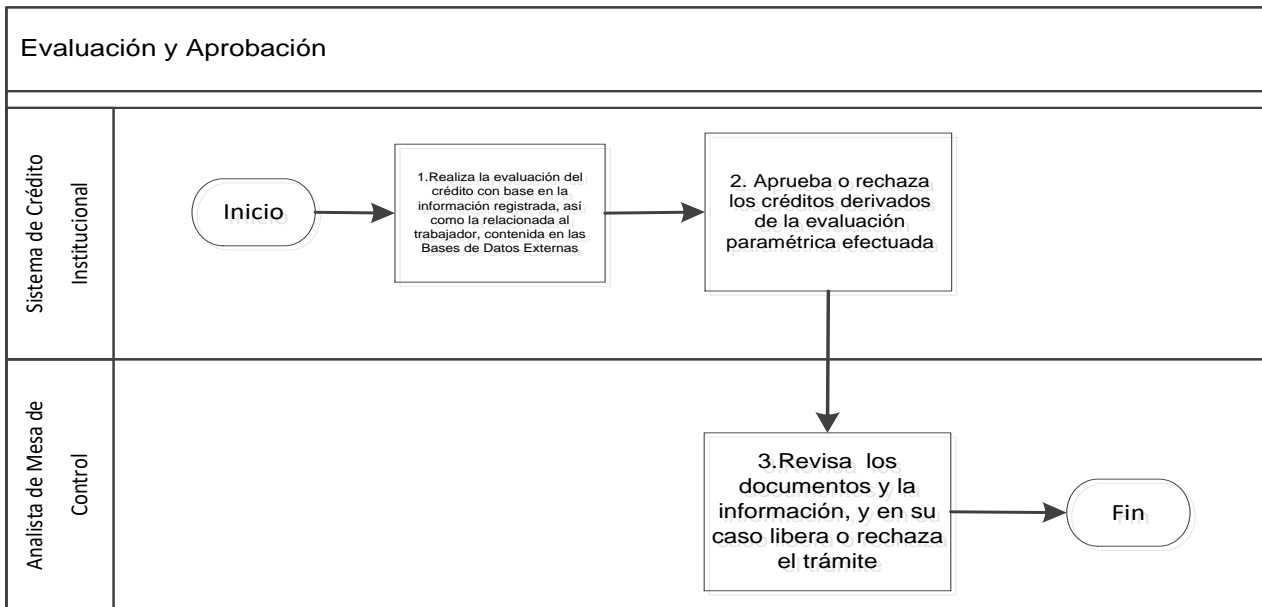 Evaluación y Aprobación
Sistema de Crédito
Institucional
Inicio
1.Realiza la evaluación del
crédito con base en la
información registrada, así
como la relacionada al
trabajador, contenida en las
Bases de Datos Externas
2. Aprueba o rechaza
los créditos derivados
de la evaluación
paramétrica efectuada
Analista de Mesa de
Control
3.Revisa los
documentos y la
información, y en su
caso libera o rechaza
el trámite
Fin